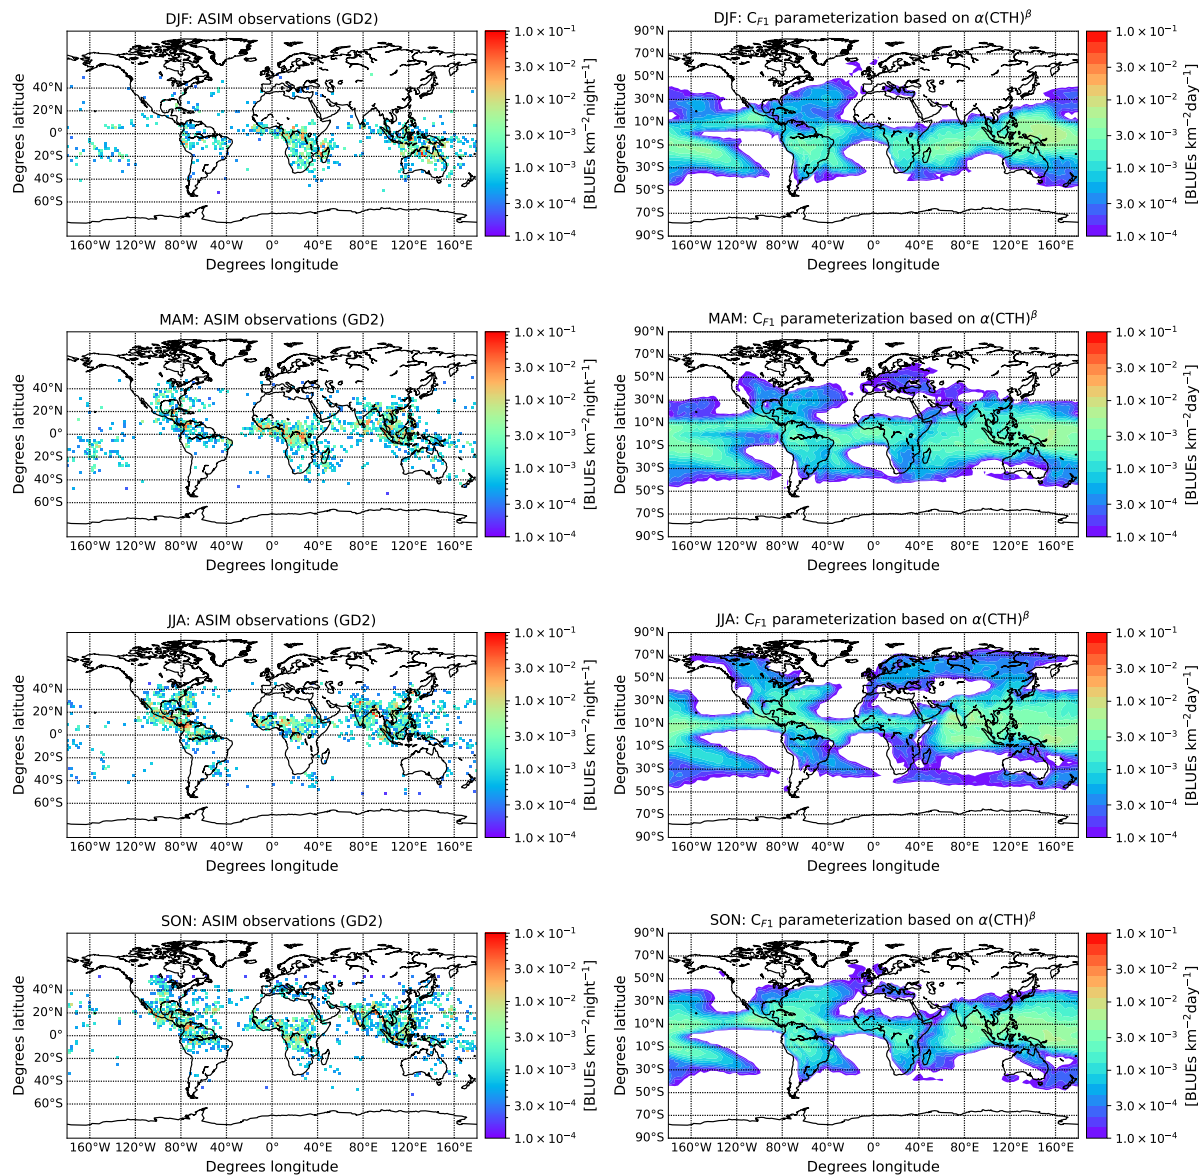 DJF: ASIM observations (GD2)
40°N
20°N
0°
20°S
40°S
60°S
Degrees latitude
160°W 120°W 80°W 40°W 0° 40°E 80°E 120°E 160°E
Degrees longitude
1.0 × 10⁻¹
3.0 × 10⁻²
1.0 × 10⁻²
3.0 × 10⁻³
1.0 × 10⁻³
3.0 × 10⁻⁴
1.0 × 10⁻⁴
[BLUEs km⁻²night⁻¹]
DJF: C_F1 parameterization based on α(CTH)^β
90°N
70°N
50°N
30°N
10°N
10°S
30°S
50°S
70°S
90°S
Degrees latitude
160°W 120°W 80°W 40°W 0° 40°E 80°E 120°E 160°E
Degrees longitude
1.0 × 10⁻¹
3.0 × 10⁻²
1.0 × 10⁻²
3.0 × 10⁻³
1.0 × 10⁻³
3.0 × 10⁻⁴
1.0 × 10⁻⁴
[BLUEs km⁻²day⁻¹]
MAM: ASIM observations (GD2)
40°N
20°N
0°
20°S
40°S
60°S
Degrees latitude
160°W 120°W 80°W 40°W 0° 40°E 80°E 120°E 160°E
Degrees longitude
1.0 × 10⁻¹
3.0 × 10⁻²
1.0 × 10⁻²
3.0 × 10⁻³
1.0 × 10⁻³
3.0 × 10⁻⁴
1.0 × 10⁻⁴
[BLUEs km⁻²night⁻¹]
MAM: C_F1 parameterization based on α(CTH)^β
90°N
70°N
50°N
30°N
10°N
10°S
30°S
50°S
70°S
90°S
Degrees latitude
160°W 120°W 80°W 40°W 0° 40°E 80°E 120°E 160°E
Degrees longitude
1.0 × 10⁻¹
3.0 × 10⁻²
1.0 × 10⁻²
3.0 × 10⁻³
1.0 × 10⁻³
3.0 × 10⁻⁴
1.0 × 10⁻⁴
[BLUEs km⁻²day⁻¹]
JJA: ASIM observations (GD2)
40°N
20°N
0°
20°S
40°S
60°S
Degrees latitude
160°W 120°W 80°W 40°W 0° 40°E 80°E 120°E 160°E
Degrees longitude
1.0 × 10⁻¹
3.0 × 10⁻²
1.0 × 10⁻²
3.0 × 10⁻³
1.0 × 10⁻³
3.0 × 10⁻⁴
1.0 × 10⁻⁴
[BLUEs km⁻²night⁻¹]
JJA: C_F1 parameterization based on α(CTH)^β
90°N
70°N
50°N
30°N
10°N
10°S
30°S
50°S
70°S
90°S
Degrees latitude
160°W 120°W 80°W 40°W 0° 40°E 80°E 120°E 160°E
Degrees longitude
1.0 × 10⁻¹
3.0 × 10⁻²
1.0 × 10⁻²
3.0 × 10⁻³
1.0 × 10⁻³
3.0 × 10⁻⁴
1.0 × 10⁻⁴
[BLUEs km⁻²day⁻¹]
SON: ASIM observations (GD2)
40°N
20°N
0°
20°S
40°S
60°S
Degrees latitude
160°W 120°W 80°W 40°W 0° 40°E 80°E 120°E 160°E
Degrees longitude
1.0 × 10⁻¹
3.0 × 10⁻²
1.0 × 10⁻²
3.0 × 10⁻³
1.0 × 10⁻³
3.0 × 10⁻⁴
1.0 × 10⁻⁴
[BLUEs km⁻²night⁻¹]
SON: C_F1 parameterization based on α(CTH)^β
90°N
70°N
50°N
30°N
10°N
10°S
30°S
50°S
70°S
90°S
Degrees latitude
160°W 120°W 80°W 40°W 0° 40°E 80°E 120°E 160°E
Degrees longitude
1.0 × 10⁻¹
3.0 × 10⁻²
1.0 × 10⁻²
3.0 × 10⁻³
1.0 × 10⁻³
3.0 × 10⁻⁴
1.0 × 10⁻⁴
[BLUEs km⁻²day⁻¹]